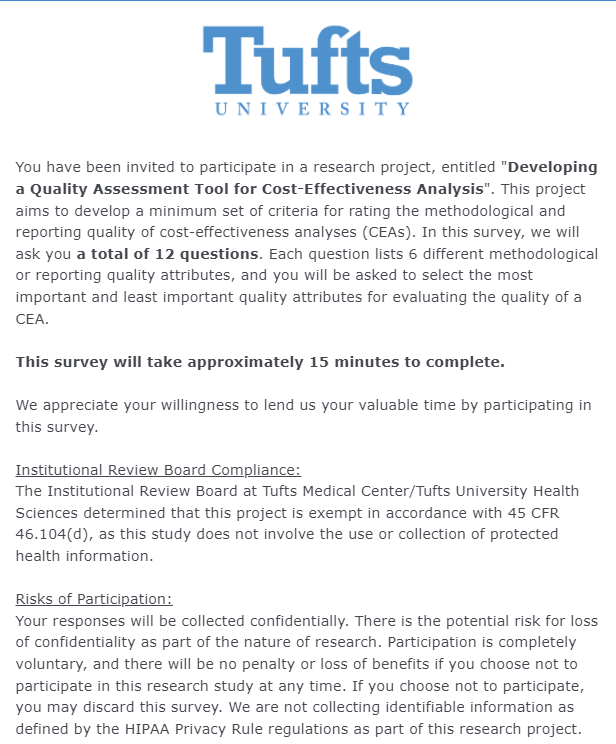 Tufts
UNIVERSITY
You have been invited to participate in a research project, entitled "Developing
a Quality Assessment Tool for Cost-Effectiveness Analysis". This project
aims to develop a minimum set of criteria for rating the methodological and
reporting quality of cost-effectiveness analyses (CEAs). In this survey, we will
ask you a total of 12 questions. Each question lists 6 different methodological
or reporting quality attributes, and you will be asked to select the most
important and least important quality attributes for evaluating the quality of a
CEA.
This survey will take approximately 15 minutes to complete.
We appreciate your willingness to lend us your valuable time by participating in
this survey.
Institutional Review Board Compliance:
The Institutional Review Board at Tufts Medical Center/Tufts University Health
Sciences determined that this project is exempt in accordance with 45 CFR
46.104(d), as this study does not involve the use or collection of protected
health information.
Risks of Participation:
Your responses will be collected confidentially. There is the potential risk for loss
of confidentiality as part of the nature of research. Participation is completely
voluntary, and there will be no penalty or loss of benefits if you choose not to
participate in this research study at any time. If you choose not to participate,
you may discard this survey. We are not collecting identifiable information as
defined by the HIPAA Privacy Rule regulations as part of this research project.